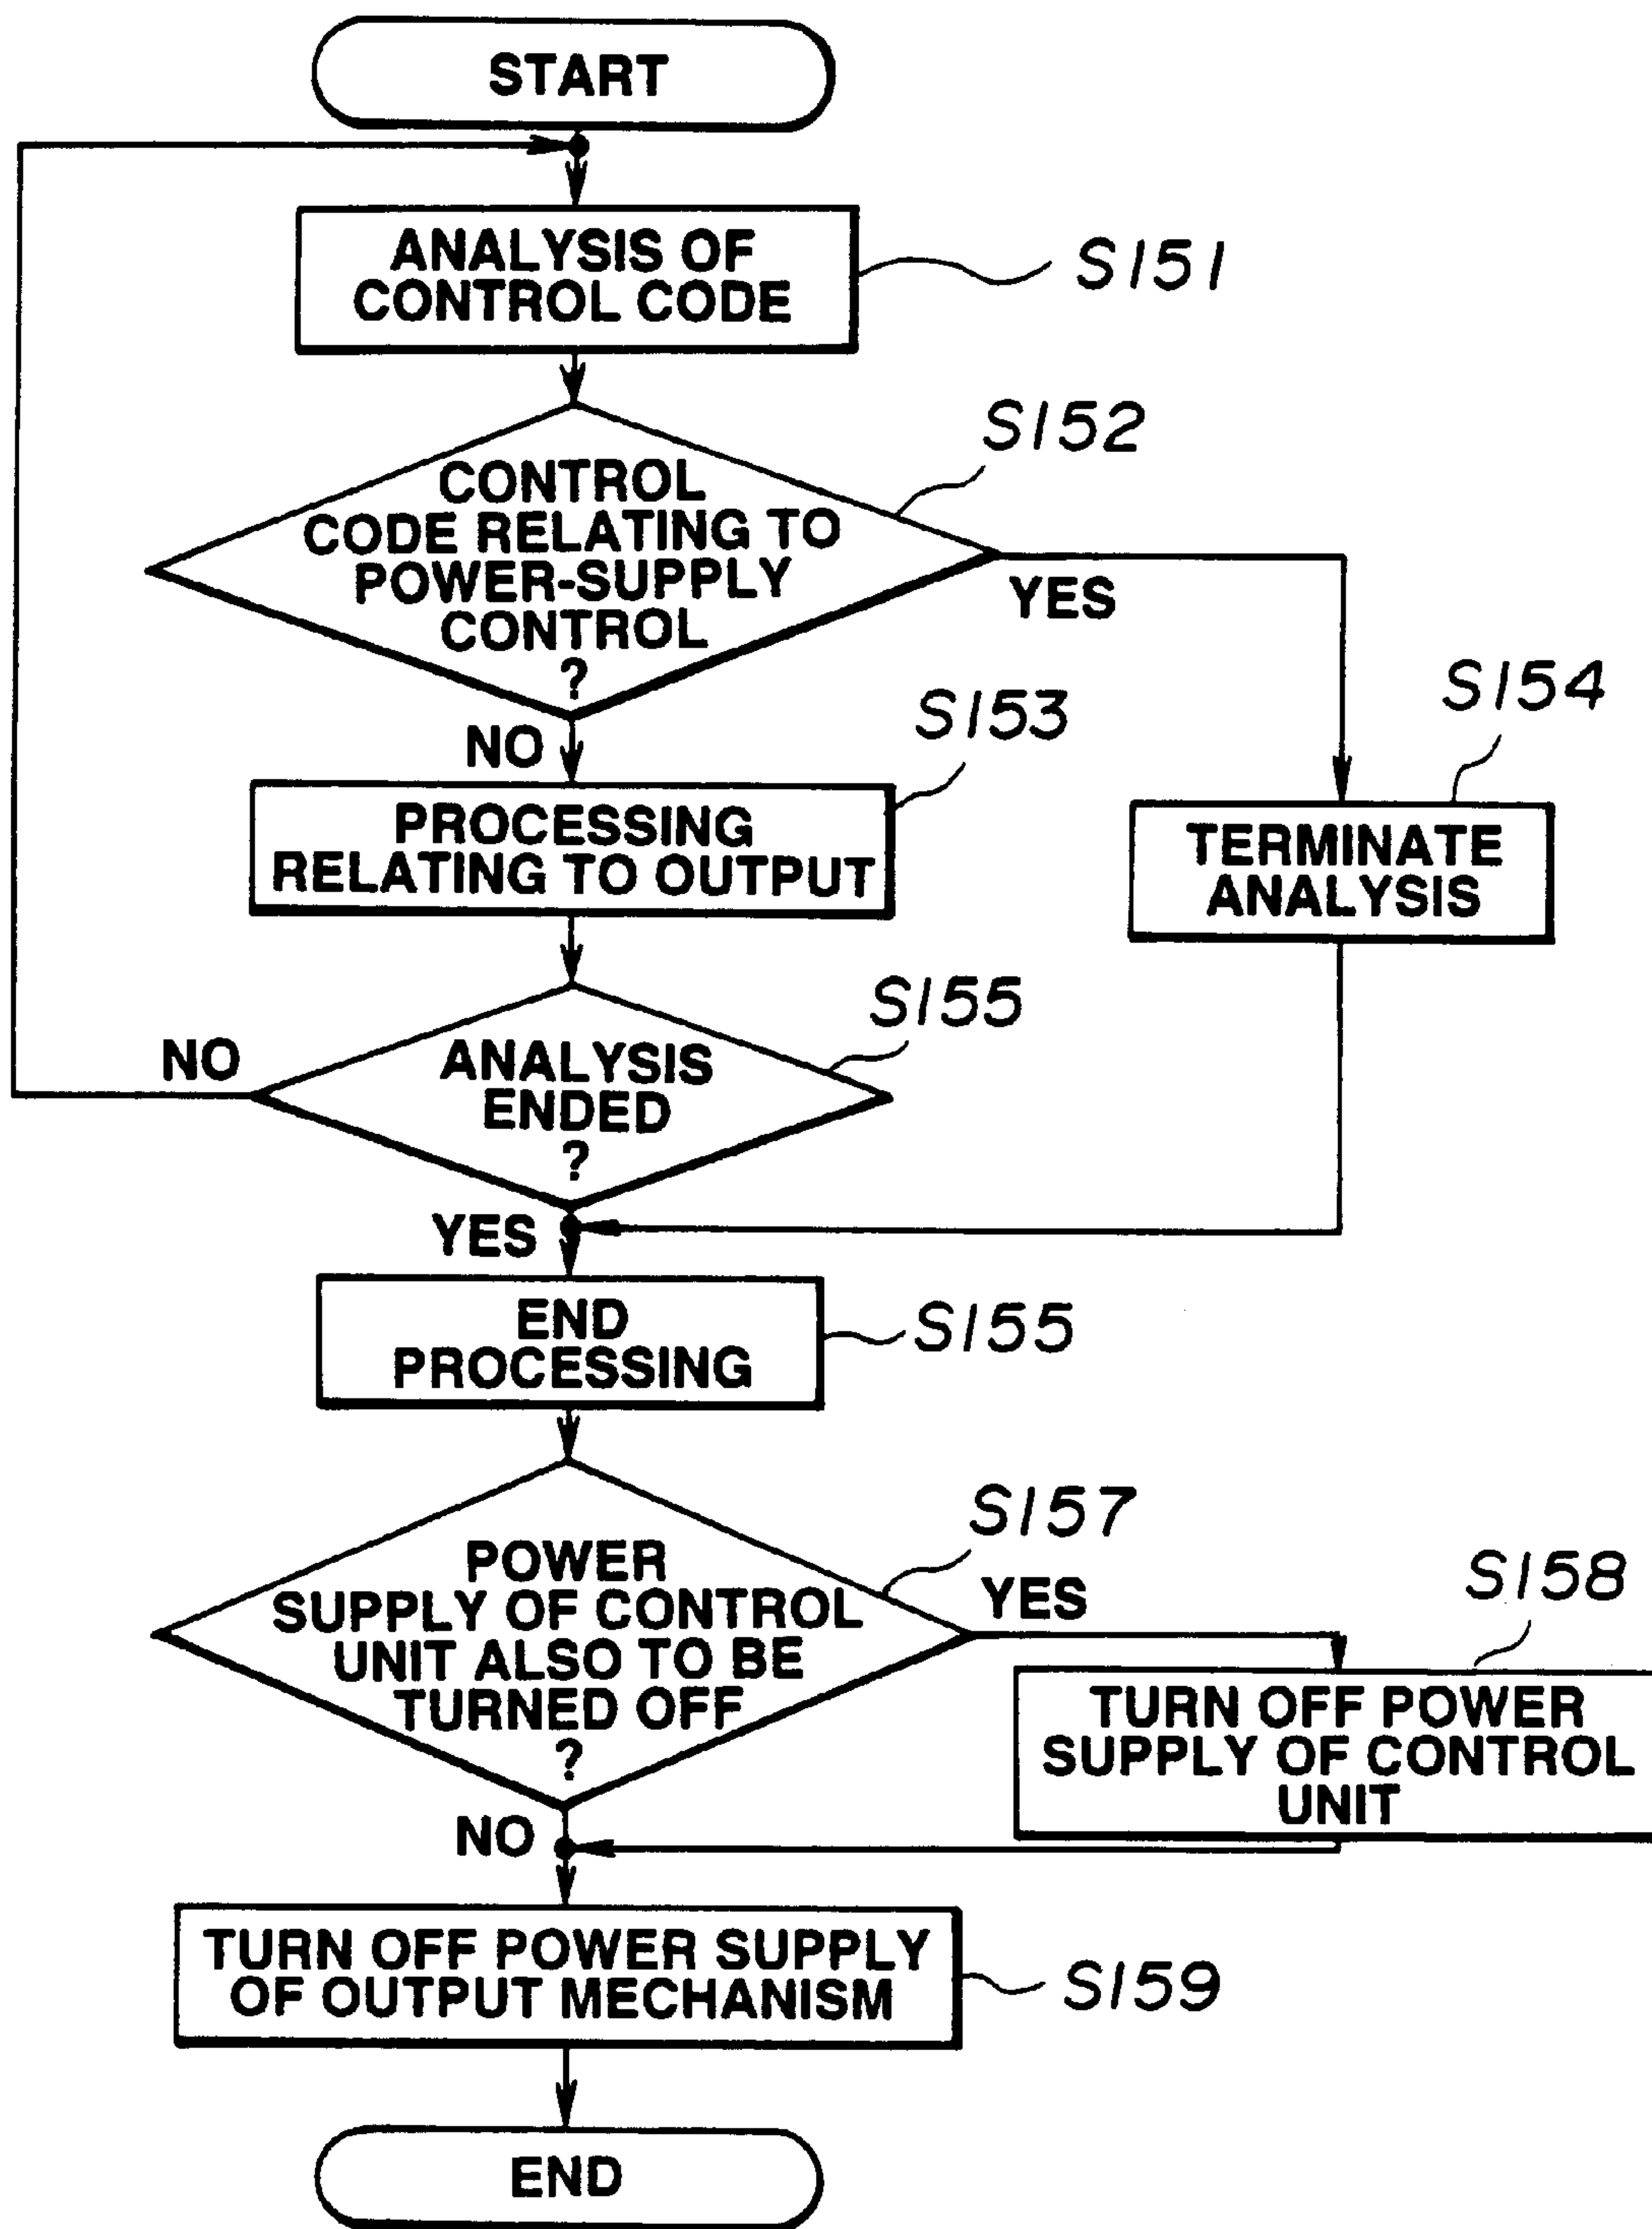 START
ANALYSIS OF
CONTROL CODE
S151
CONTROL
CODE RELATING TO
POWER-SUPPLY
CONTROL
?
S152
YES
NO
S153
PROCESSING
RELATING TO OUTPUT
S154
TERMINATE
ANALYSIS
S155
ANALYSIS
ENDED
?
NO
YES
END
PROCESSING
S155
POWER
SUPPLY OF CONTROL
UNIT ALSO TO BE
TURNED OFF
?
S157
YES
S158
TURN OFF POWER
SUPPLY OF CONTROL
UNIT
NO
TURN OFF POWER SUPPLY
OF OUTPUT MECHANISM
S159
END